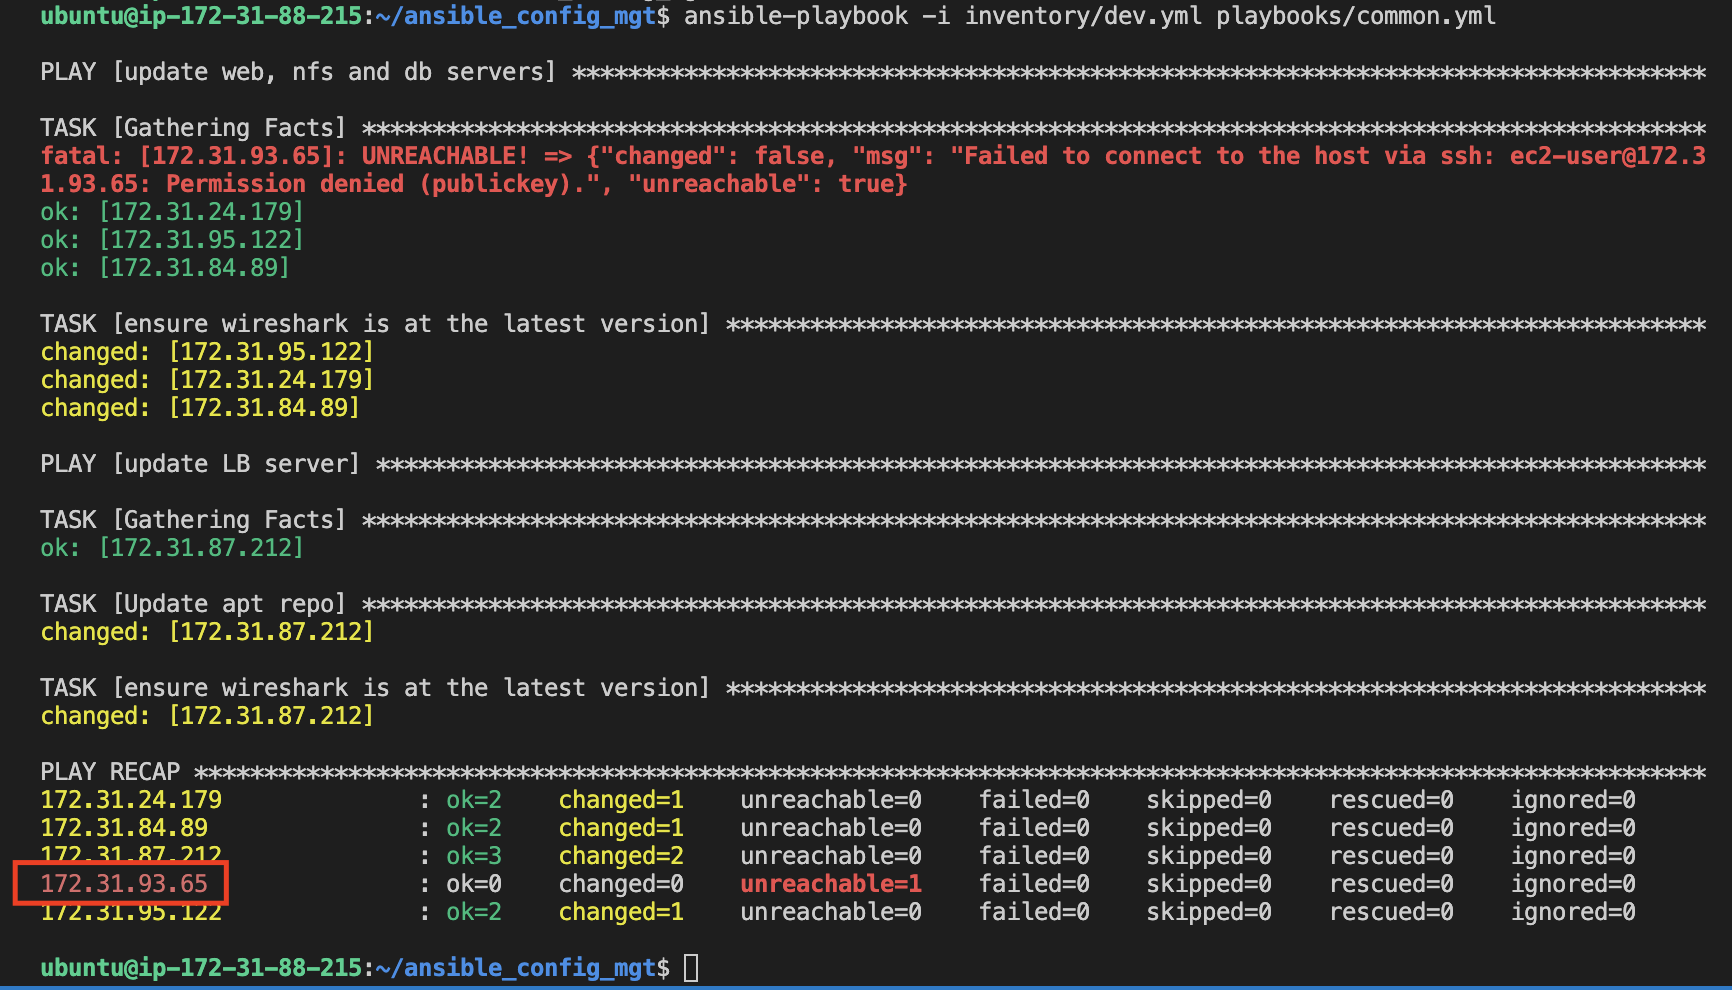 ubuntu@ip-172-31-88-215:~/ansible_config_mgt$ ansible-playbook -i inventory/dev.yml playbooks/common.yml
PLAY [update web, nfs and db servers] *********************************************************************************
TASK [Gathering Facts] ************************************************************************************************
fatal: [172.31.93.65]: UNREACHABLE! => {"changed": false, "msg": "Failed to connect to the host via ssh: ec2-user@172.3
1.93.65: Permission denied (publickey).", "unreachable": true}
ok: [172.31.24.179]
ok: [172.31.95.122]
ok: [172.31.84.89]
TASK [ensure wireshark is at the latest version] **********************************************************************
changed: [172.31.95.122]
changed: [172.31.24.179]
changed: [172.31.84.89]
PLAY [update LB server] ***********************************************************************************************
TASK [Gathering Facts] ************************************************************************************************
ok: [172.31.87.212]
TASK [Update apt repo] ************************************************************************************************
changed: [172.31.87.212]
TASK [ensure wireshark is at the latest version] **********************************************************************
changed: [172.31.87.212]
PLAY RECAP ************************************************************************************************************
172.31.24.179              : ok=2    changed=1    unreachable=0    failed=0    skipped=0    rescued=0    ignored=0
172.31.84.89               : ok=2    changed=1    unreachable=0    failed=0    skipped=0    rescued=0    ignored=0
172.31.87.212              : ok=3    changed=2    unreachable=0    failed=0    skipped=0    rescued=0    ignored=0
172.31.93.65               : ok=0    changed=0    unreachable=1    failed=0    skipped=0    rescued=0    ignored=0
172.31.95.122              : ok=2    changed=1    unreachable=0    failed=0    skipped=0    rescued=0    ignored=0
ubuntu@ip-172-31-88-215:~/ansible_config_mgt$